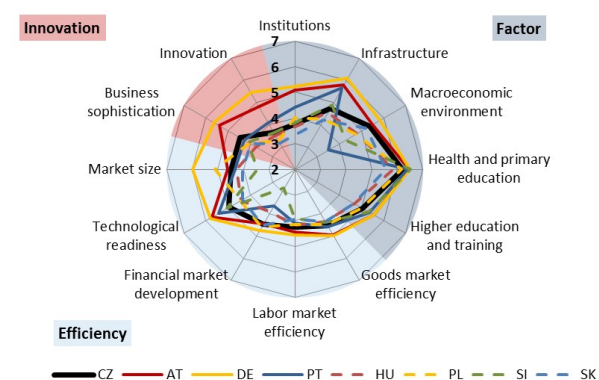 Innovation
Institutions
Factor
7
Innovation
Infrastructure
6
Business
sophistication
Macroeconomic
environment
5
4
3
Market size
2
Health and primary
education
Technological
readiness
Higher education
and training
Financial market
development
Goods market
efficiency
Labor market
efficiency
Efficiency
CZ AT DE PT HU PL SI SK